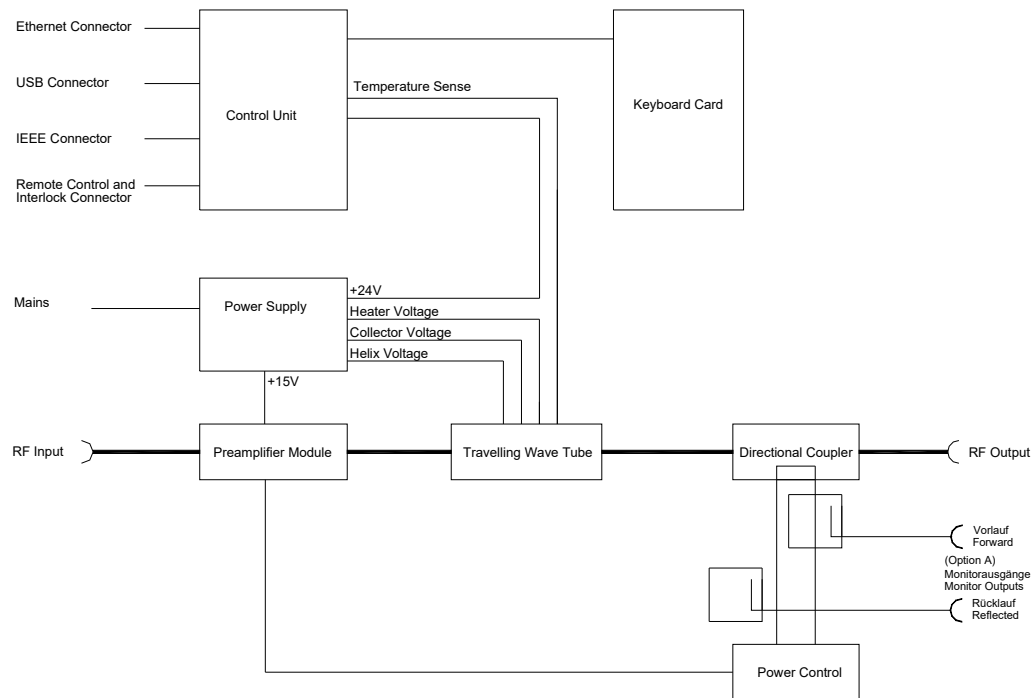 Ethernet Connector
USB Connector
IEEE Connector
Remote Control and
Interlock Connector
Control Unit
Temperature Sense
Keyboard Card
Mains
Power Supply
+24V
Heater Voltage
Collector Voltage
Helix Voltage
+15V
RF Input
Preamplifier Module
Travelling Wave Tube
Directional Coupler
RF Output
Vorlauf
Forward
(Option A)
Monitorausgänge
Monitor Outputs
Rücklauf
Reflected
Power Control